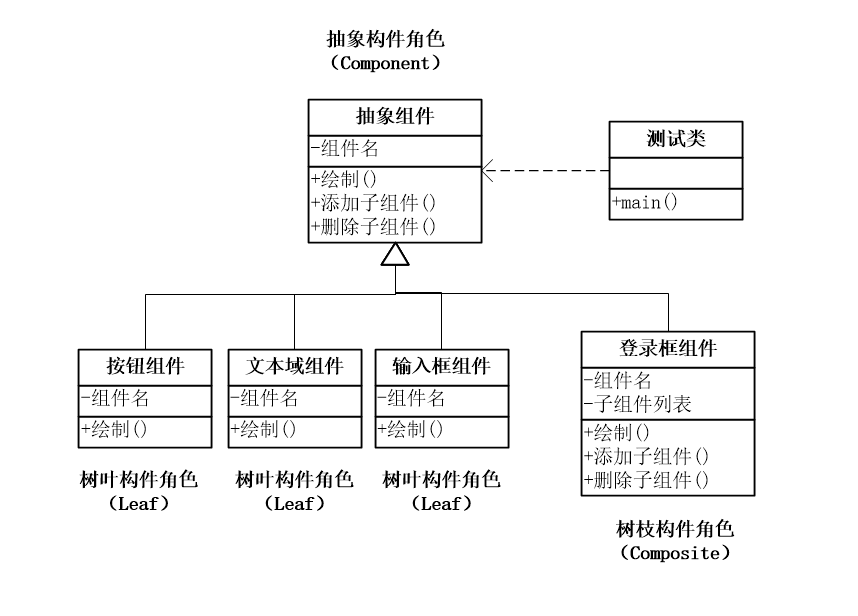 抽象构件角色
（Component）
抽象组件
-组件名
+绘制()
+添加子组件()
+删除子组件()
测试类
+main()
按钮组件
-组件名
+绘制()
树叶构件角色
（Leaf）
文本域组件
-组件名
+绘制()
树叶构件角色
（Leaf）
输入框组件
-组件名
+绘制()
树叶构件角色
（Leaf）
登录框组件
-组件名
-子组件列表
+绘制()
+添加子组件()
+删除子组件()
树枝构件角色
（Composite）